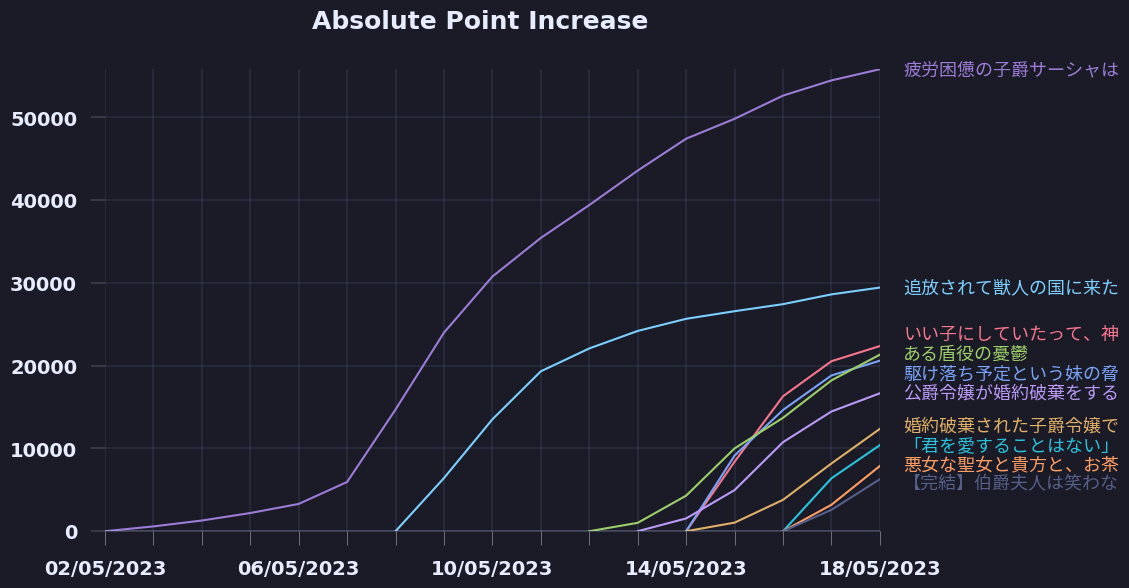 Absolute Point Increase
疲労困憊の子爵サーシャは
50000
40000
30000
追放されて獣人の国に来た
いい子にしていたって、神
ある盾役の憂鬱
20000
駆け落ち予定という妹の脅
公爵令嬢が婚約破棄をする
婚約破棄された子爵令嬢で
10000
「君を愛することはない」
悪女な聖女と貴方と、お茶
【完結】伯爵夫人は笑わな
0
02/05/2023
06/05/2023
10/05/2023
14/05/2023
18/05/2023